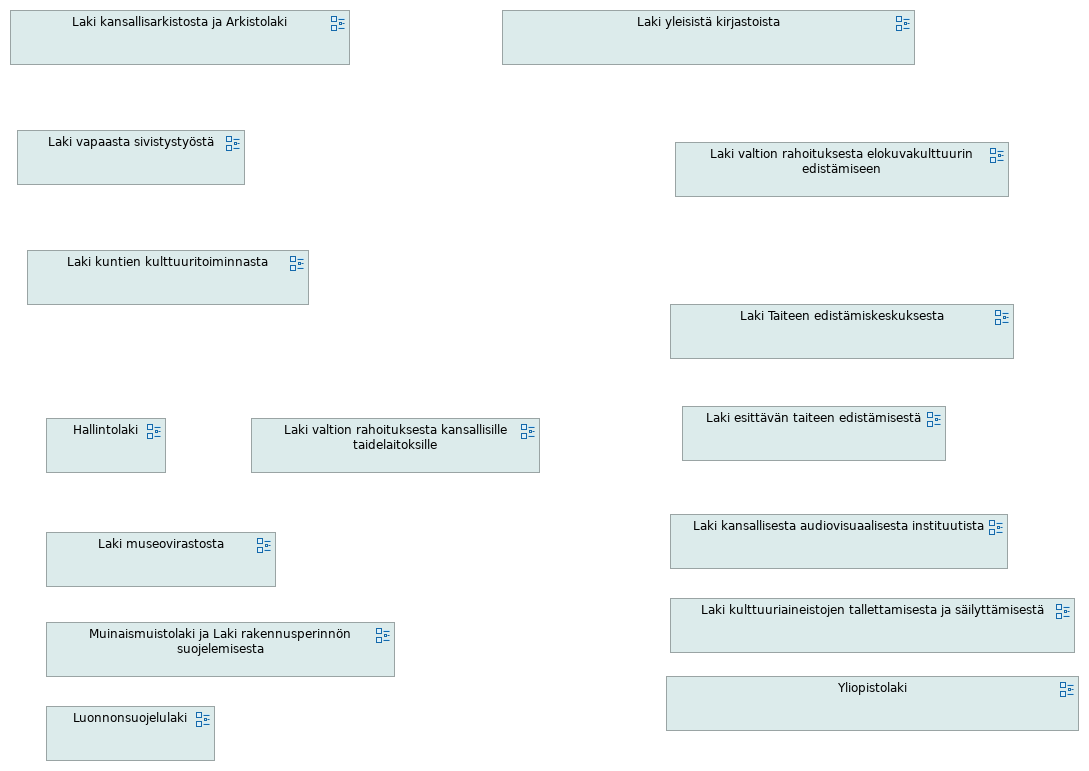 Laki kansallisarkistosta ja Arkistolaki
Laki yleisistä kirjastoista
Laki vapaasta sivistystyöstä
Laki valtion rahoituksesta elokuvakulttuurin
edistämiseen
Laki kuntien kulttuuritoiminnasta
Laki Taiteen edistämiskeskuksesta
Hallintolaki
Laki valtion rahoituksesta kansallisille
taidelaitoksille
Laki esittävän taiteen edistämisestä
Laki kansallisesta audiovisuaalisesta instituutista
Laki museovirastosta
Laki kulttuuriaineistojen tallettamisesta ja säilyttämisestä
Muinaismuistolaki ja Laki rakennusperinnön
suojelemisesta
Yliopistolaki
Luonnonsuojelulaki